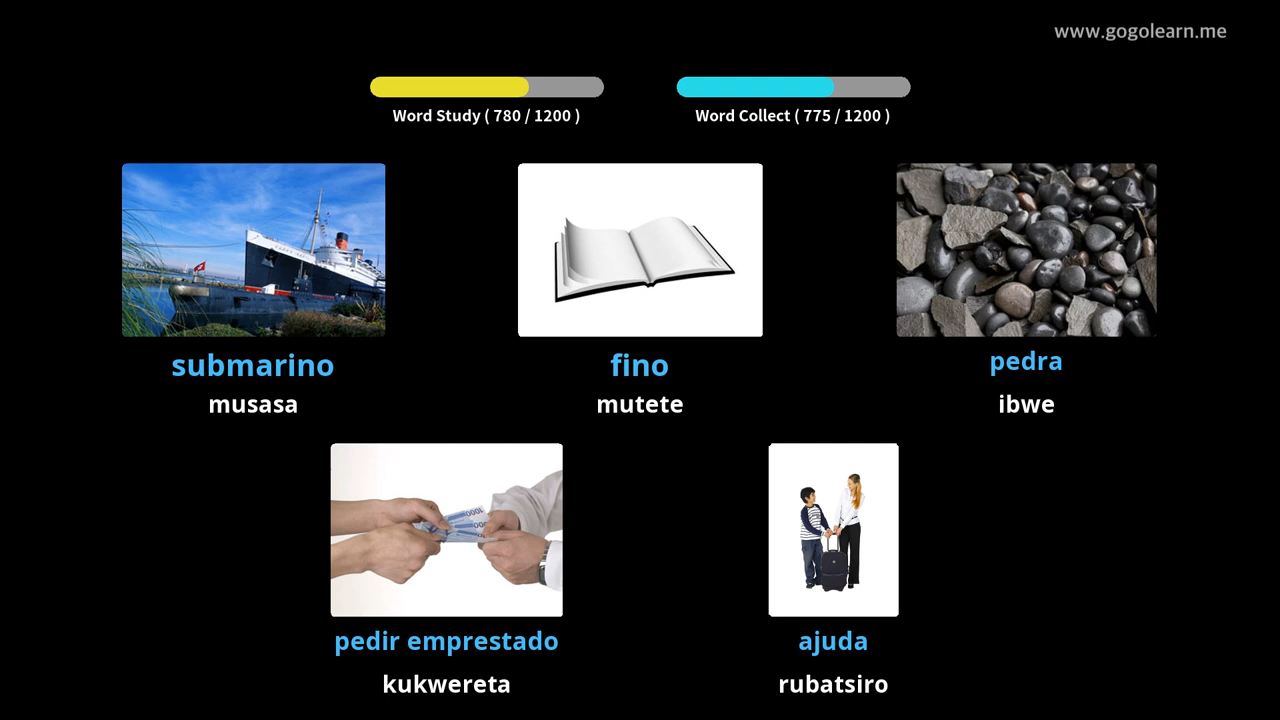 www.gogolearn.me
Word Study ( 780 / 1200 )
Word Collect ( 775 / 1200 )
submarino
musasa
fino
mutete
pedra
ibwe
pedir emprestado
kukwereta
ajuda
rubatsiro